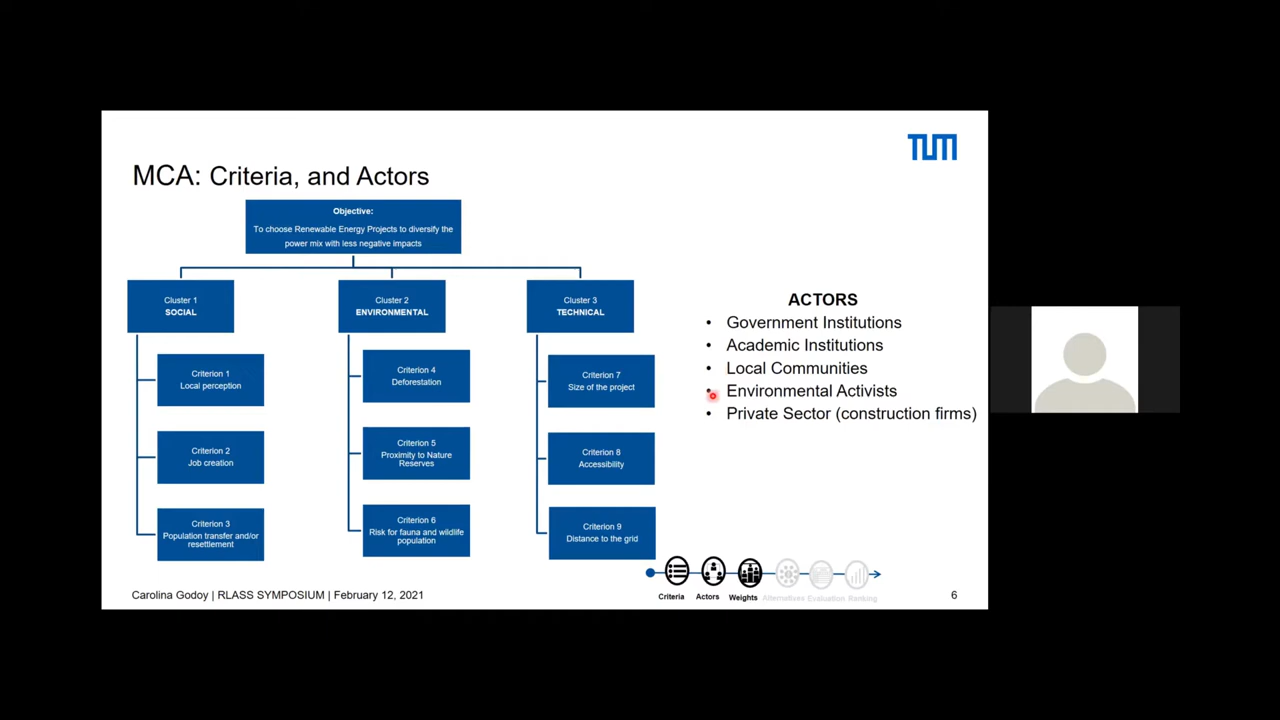 TUM
MCA: Criteria, and Actors
Objective:
To choose Renewable Energy Projects to diversify the
power mix with less negative impacts
Cluster 1
SOCIAL
Criterion 1
Local perception
Criterion 2
Job creation
Criterion 3
Population transfer and/or
resettlement
Cluster 2
ENVIRONMENTAL
Criterion 4
Deforestation
Criterion 5
Proximity to Nature
Reserves
Criterion 6
Risk for fauna and wildlife
population
Cluster 3
TECHNICAL
Criterion 7
Size of the project
Criterion 8
Accessibility
Criterion 9
Distance to the grid
ACTORS
• Government Institutions
• Academic Institutions
• Local Communities
• Environmental Activists
• Private Sector (construction firms)
Criteria Actors Weights Alternatives Evaluation Ranking
Carolina Godoy | RLASS SYMPOSIUM | February 12, 2021
6